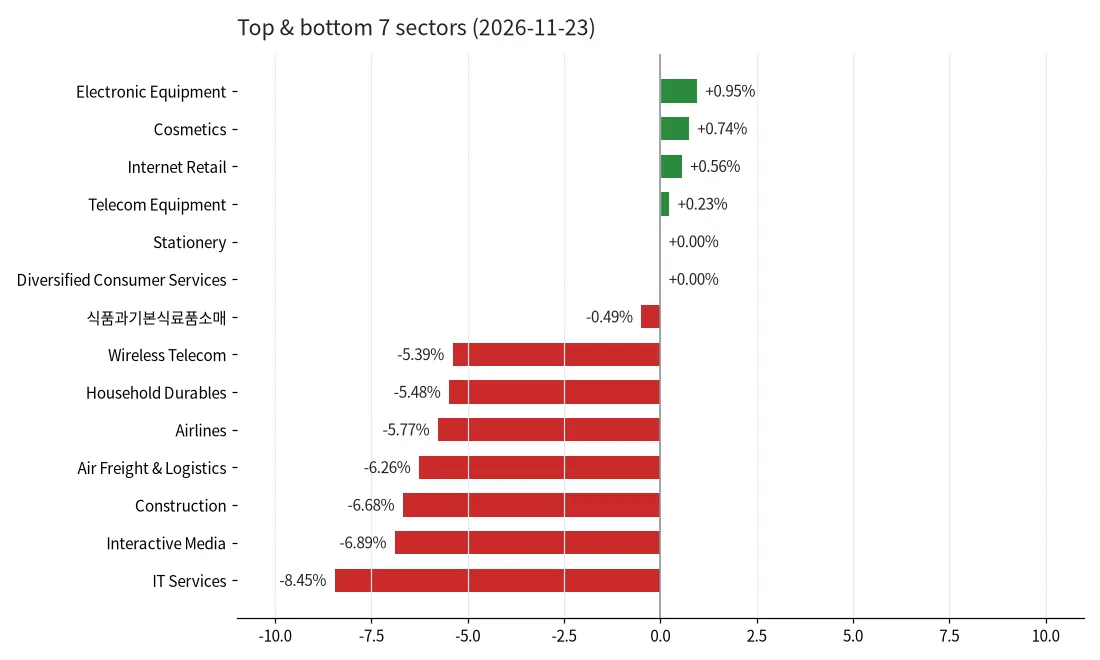 Top & bottom 7 sectors (2026-11-23)
Electronic Equipment +0.95%
Cosmetics +0.74%
Internet Retail +0.56%
Telecom Equipment +0.23%
Stationery +0.00%
Diversified Consumer Services +0.00%
식품과기본식료품소매 -0.49%
Wireless Telecom -5.39%
Household Durables -5.48%
Airlines -5.77%
Air Freight & Logistics -6.26%
Construction -6.68%
Interactive Media -6.89%
IT Services -8.45%
-10.0 -7.5 -5.0 -2.5 0.0 2.5 5.0 7.5 10.0